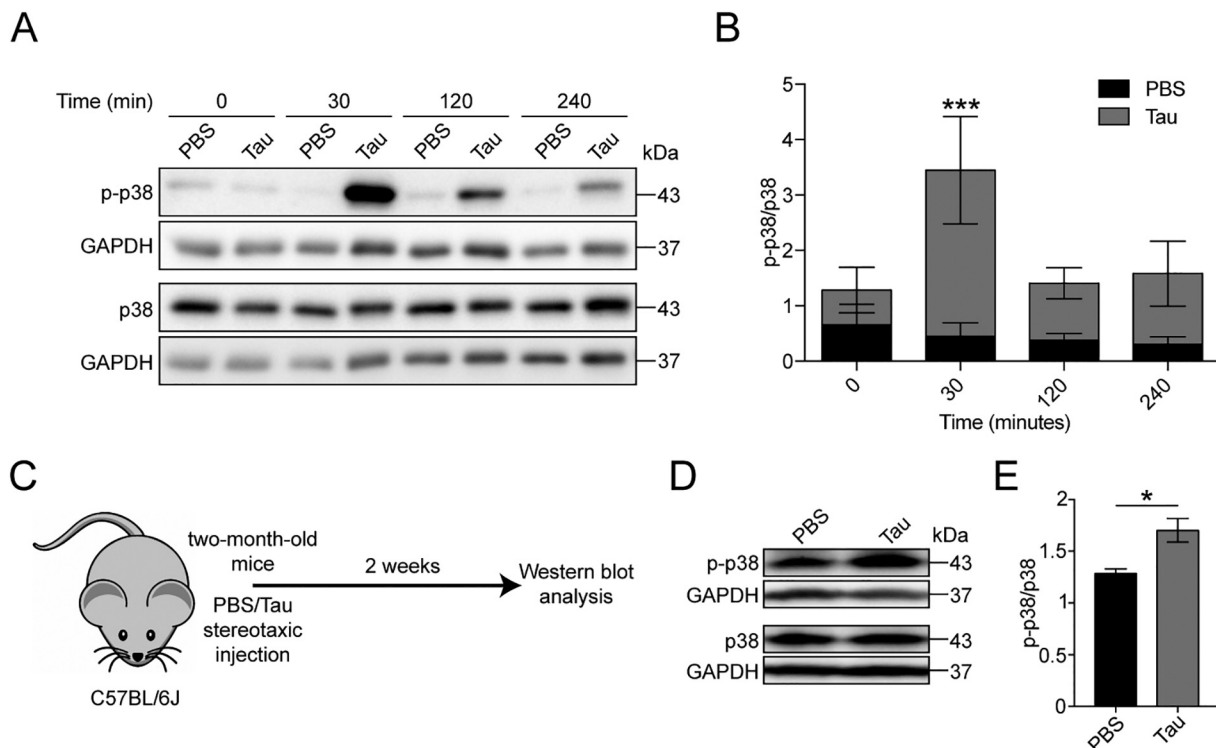 A
Time (min) 0 30 120 240
PBS Tau PBS Tau PBS Tau PBS Tau kDa
p-p38 43
GAPDH 37
p38 43
GAPDH 37
B
PBS
Tau
***
p-p38/p38
5
4
3
2
1
0
0 30 120 240
Time (minutes)
C
two-month-old
mice
PBS/Tau
stereotaxic
injection
2 weeks
Western blot
analysis
C57BL/6J
D
PBS Tau kDa
p-p38 43
GAPDH 37
p38 43
GAPDH 37
E
*
p-p38/p38
2
1.5
1
0.5
0
PBS Tau